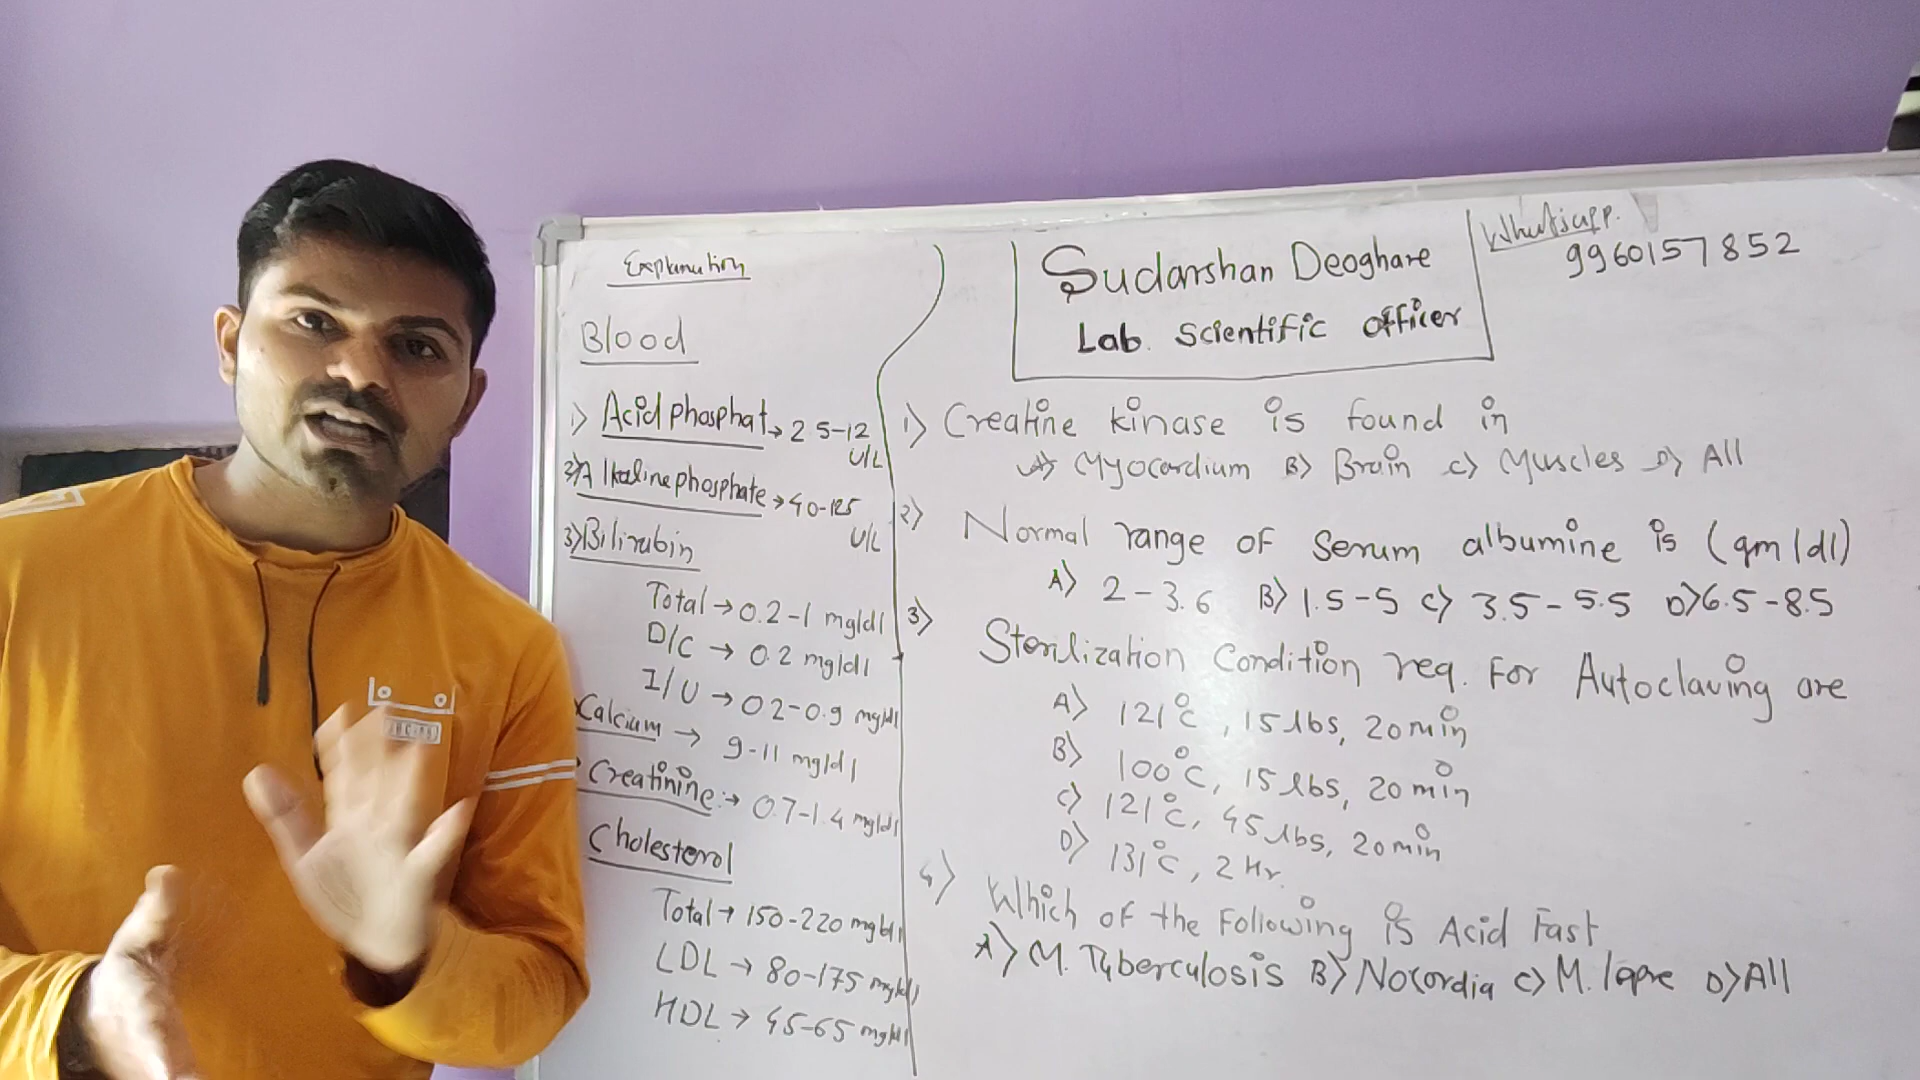 Explanation
Blood
1) Acid phosphat → 2.5-12
U/L
2) Alkaline phosphate → 40-125
U/L
3) Bilirubin
Total → 0.2-1 mg/dl
D/C → 0.2 mg/dl
I/U → 0.2-0.9 mg/dl
Calcium → 9-11 mg/dl
Creatinine: → 0.7-1.4 mg/dl
Cholesterol
Total → 150-220 mg/dl
LDL → 80-175 mg/dl
HDL → 45-65 mg/dl
Sudarshan Deoghare
Lab. Scientific Officer
Whatsapp.
9960157852
1) Creatine kinase is found in
A) Myocardium B) Brain C) Muscles D) All
2) Normal range of Serum albumine is (gm/dl)
A) 2-3.6 B) 1.5-5 C) 3.5-5.5 D) 6.5-8.5
3) Sterilization Condition req. For Autoclaving are
A) 121°C, 15 lbs, 20 min
B) 100°C, 15 lbs, 20 min
C) 121°C, 45 lbs, 20 min
D) 131°C, 2 Hr.
4) Which of the Following is Acid Fast
A) M. Tuberculosis B) Nocordia C) M. lapre D) All